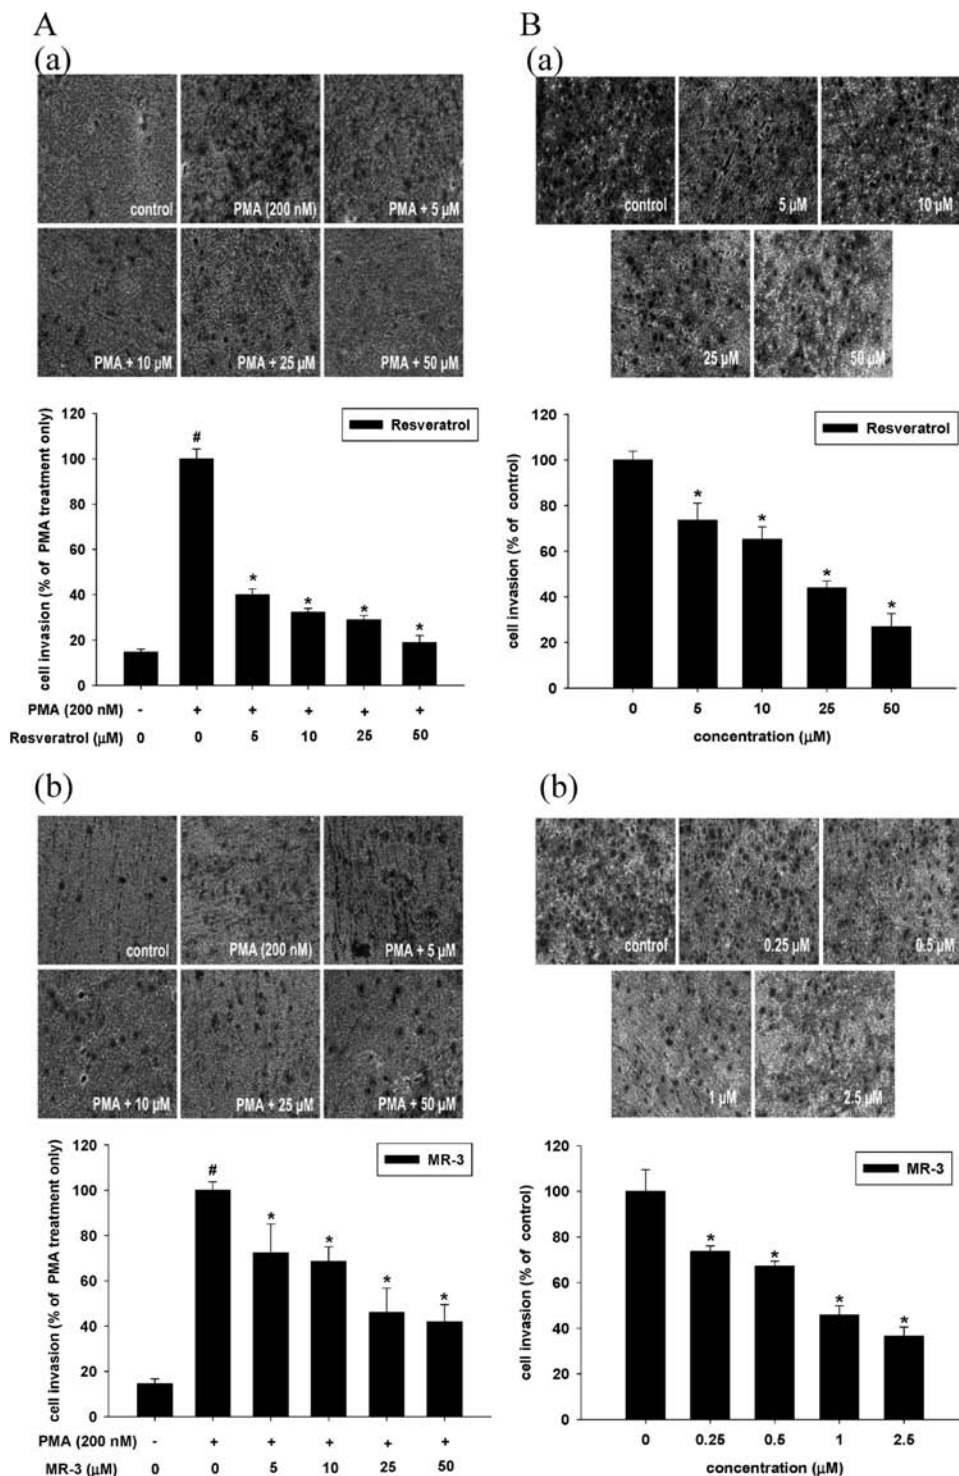 A
(a)
control
PMA (200 nM)
PMA + 5 µM
PMA + 10 µM
PMA + 25 µM
PMA + 50 µM
cell invasion (% of PMA treatment only)
120
100
80
60
40
20
0
Resveratrol
#
*
*
*
*
PMA (200 nM) - + + + + +
Resveratrol (µM) 0 0 5 10 25 50
(b)
control
PMA (200 nM)
PMA + 5 µM
PMA + 10 µM
PMA + 25 µM
PMA + 50 µM
cell invasion (% of PMA treatment only)
120
100
80
60
40
20
0
MR-3
#
*
*
*
*
PMA (200 nM) - + + + + +
MR-3 (µM) 0 0 5 10 25 50
B
(a)
control
5 µM
10 µM
25 µM
50 µM
cell invasion (% of control)
120
100
80
60
40
20
0
Resveratrol
*
*
*
*
0 5 10 25 50
concentration (µM)
(b)
control
0.25 µM
0.5 µM
1 µM
2.5 µM
cell invasion (% of control)
120
100
80
60
40
20
0
MR-3
*
*
*
*
0 0.25 0.5 1 2.5
concentration (µM)